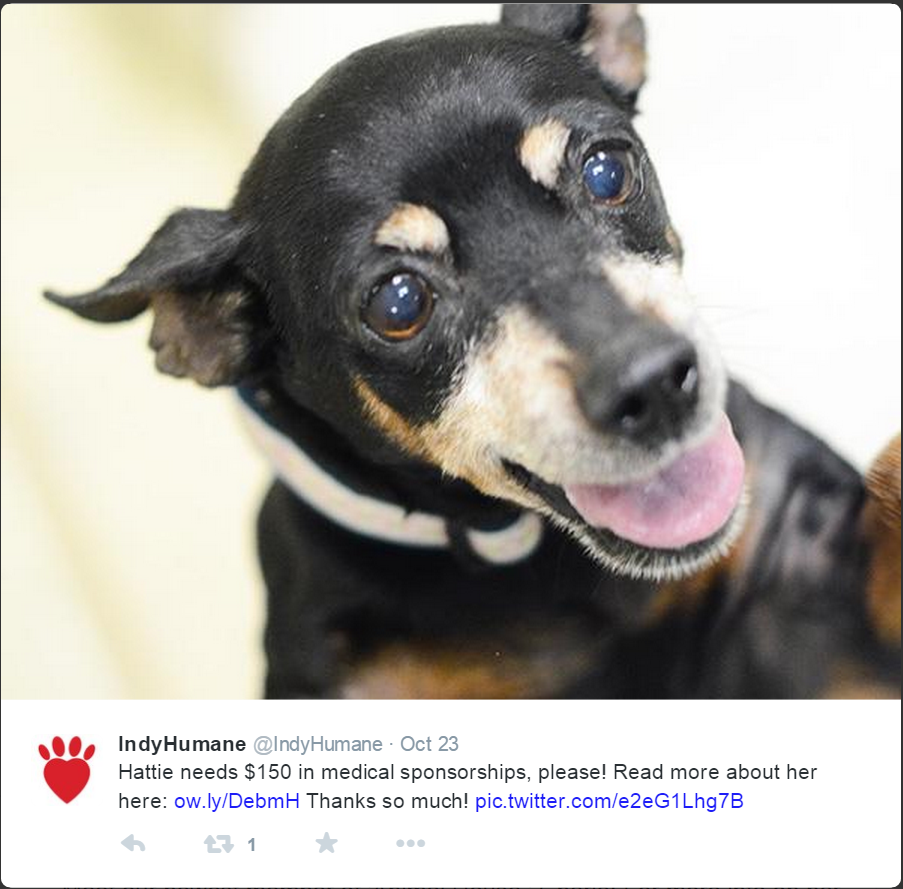 IndyHumane @IndyHumane · Oct 23
Hattie needs $150 in medical sponsorships, please! Read more about her
here: ow.ly/DebmH Thanks so much! pic.twitter.com/e2eG1Lhg7B
1